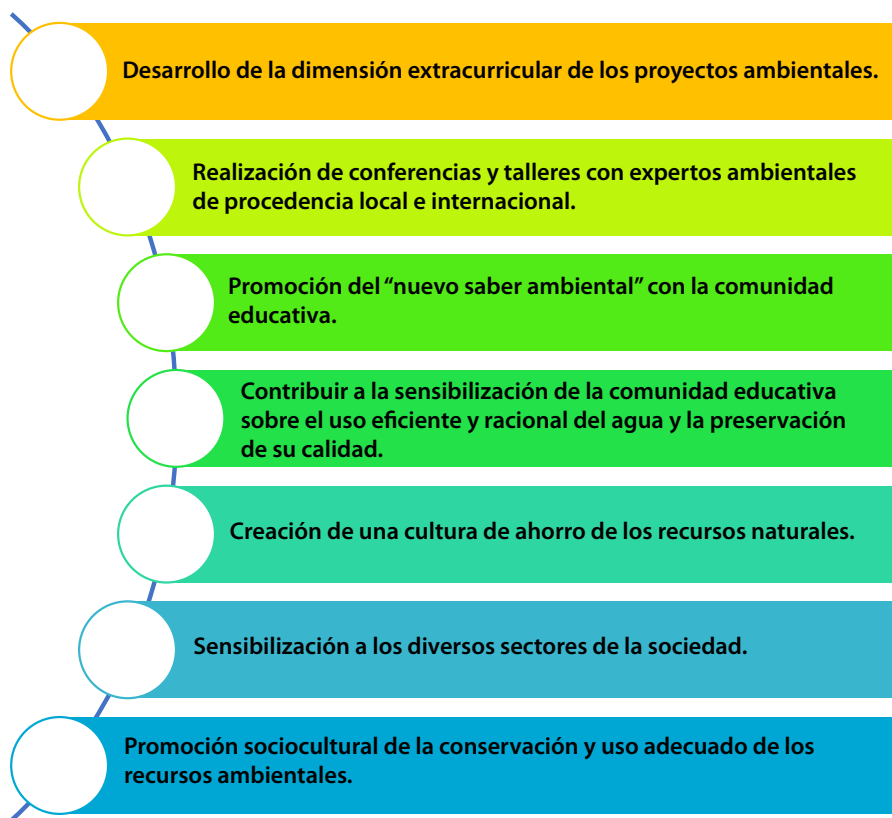 Desarrollo de la dimensión extracurricular de los proyectos ambientales.
Realización de conferencias y talleres con expertos ambientales
de procedencia local e internacional.
Promoción del “nuevo saber ambiental” con la comunidad
educativa.
Contribuir a la sensibilización de la comunidad educativa
sobre el uso eficiente y racional del agua y la preservación
de su calidad.
Creación de una cultura de ahorro de los recursos naturales.
Sensibilización a los diversos sectores de la sociedad.
Promoción sociocultural de la conservación y uso adecuado de los
recursos ambientales.